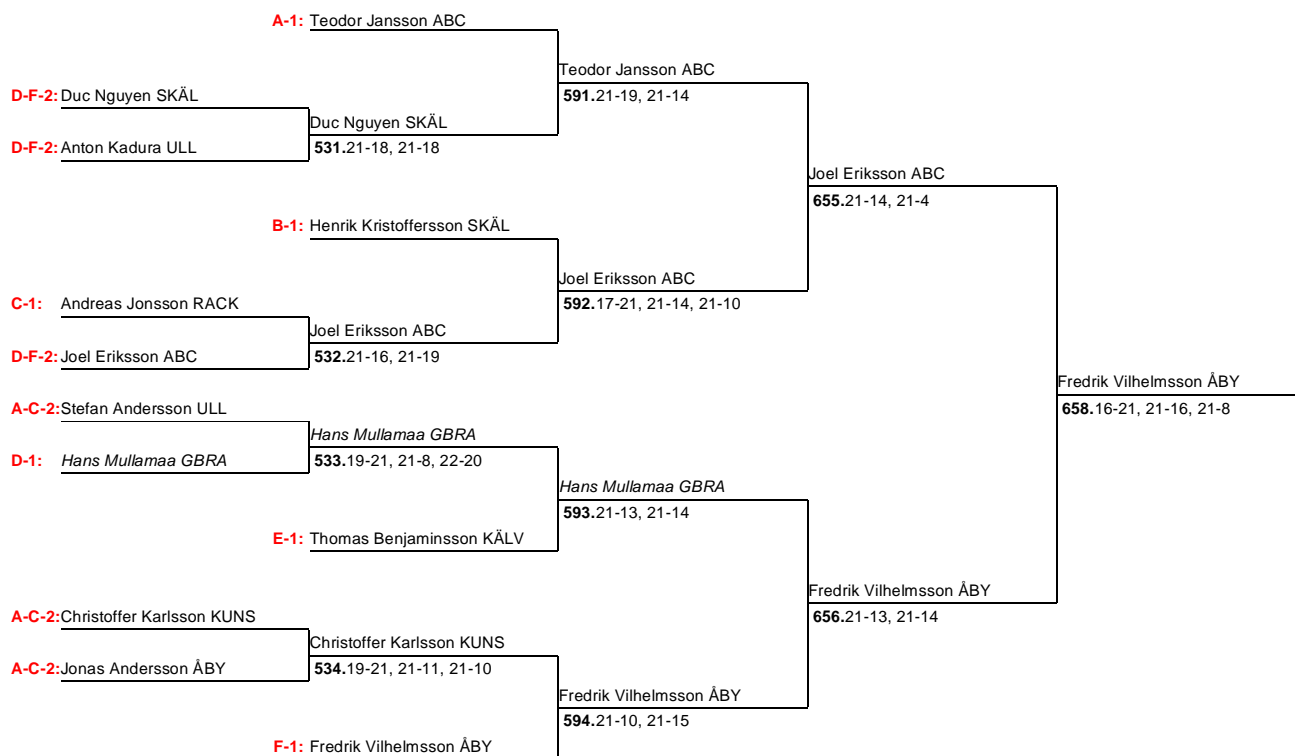 A-1: Teodor Jansson ABC
Teodor Jansson ABC
D-F-2: Duc Nguyen SKÄL
591.21-19, 21-14
Duc Nguyen SKÄL
D-F-2: Anton Kadura ULL
531.21-18, 21-18
Joel Eriksson ABC
655.21-14, 21-4
B-1: Henrik Kristoffersson SKÄL
Joel Eriksson ABC
C-1: Andreas Jonsson RACK
592.17-21, 21-14, 21-10
Joel Eriksson ABC
D-F-2: Joel Eriksson ABC
532.21-16, 21-19
Fredrik Vilhelmsson ÅBY
A-C-2: Stefan Andersson ULL
658.16-21, 21-16, 21-8
Hans Mullamaa GBRA
D-1: Hans Mullamaa GBRA
533.19-21, 21-8, 22-20
Hans Mullamaa GBRA
593.21-13, 21-14
E-1: Thomas Benjaminsson KÄLV
Fredrik Vilhelmsson ÅBY
A-C-2: Christoffer Karlsson KUNS
656.21-13, 21-14
Christoffer Karlsson KUNS
A-C-2: Jonas Andersson ÅBY
534.19-21, 21-11, 21-10
Fredrik Vilhelmsson ÅBY
594.21-10, 21-15
F-1: Fredrik Vilhelmsson ÅBY